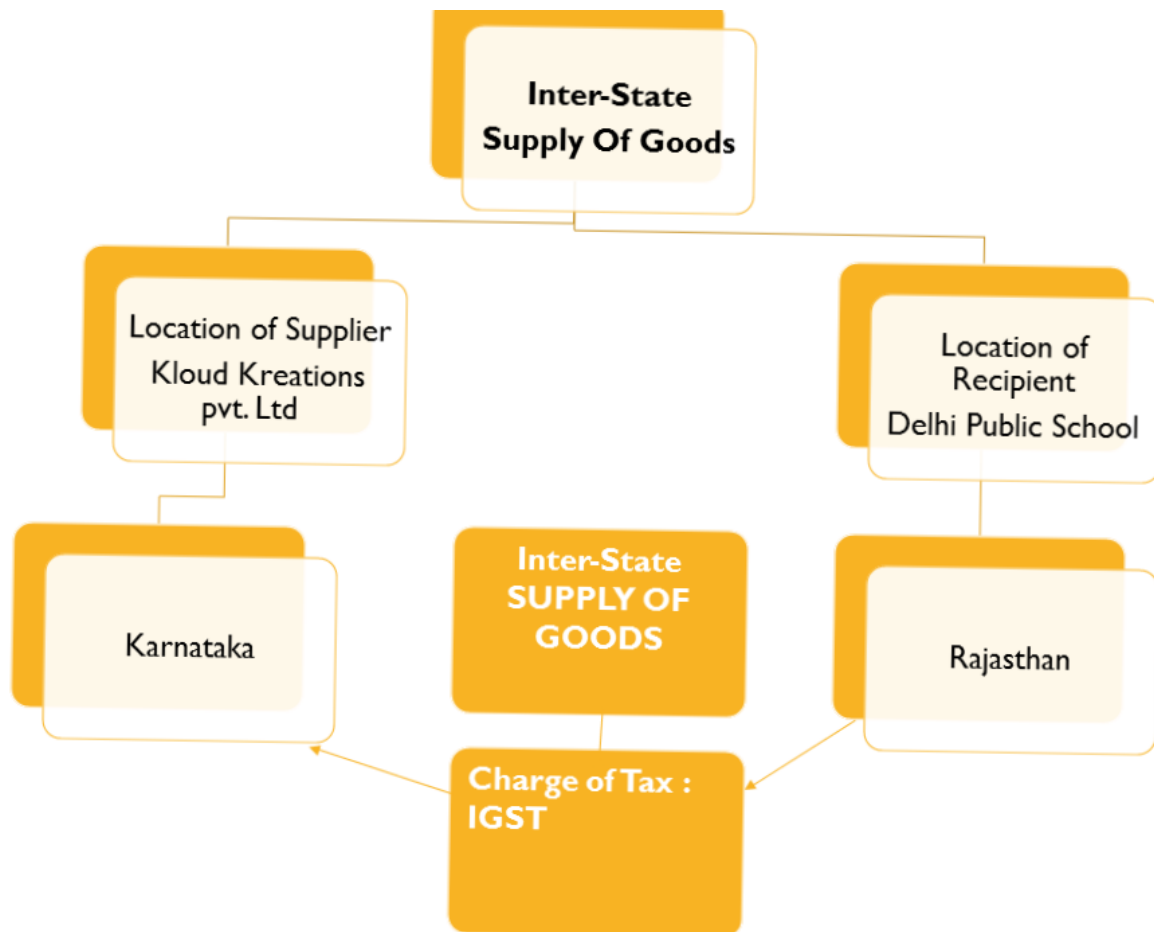 Inter-State
Supply Of Goods
Location of Supplier
Kloud Kreations
pvt. Ltd
Location of
Recipient
Delhi Public School
Karnataka
Inter-State
SUPPLY OF
GOODS
Rajasthan
Charge of Tax :
IGST